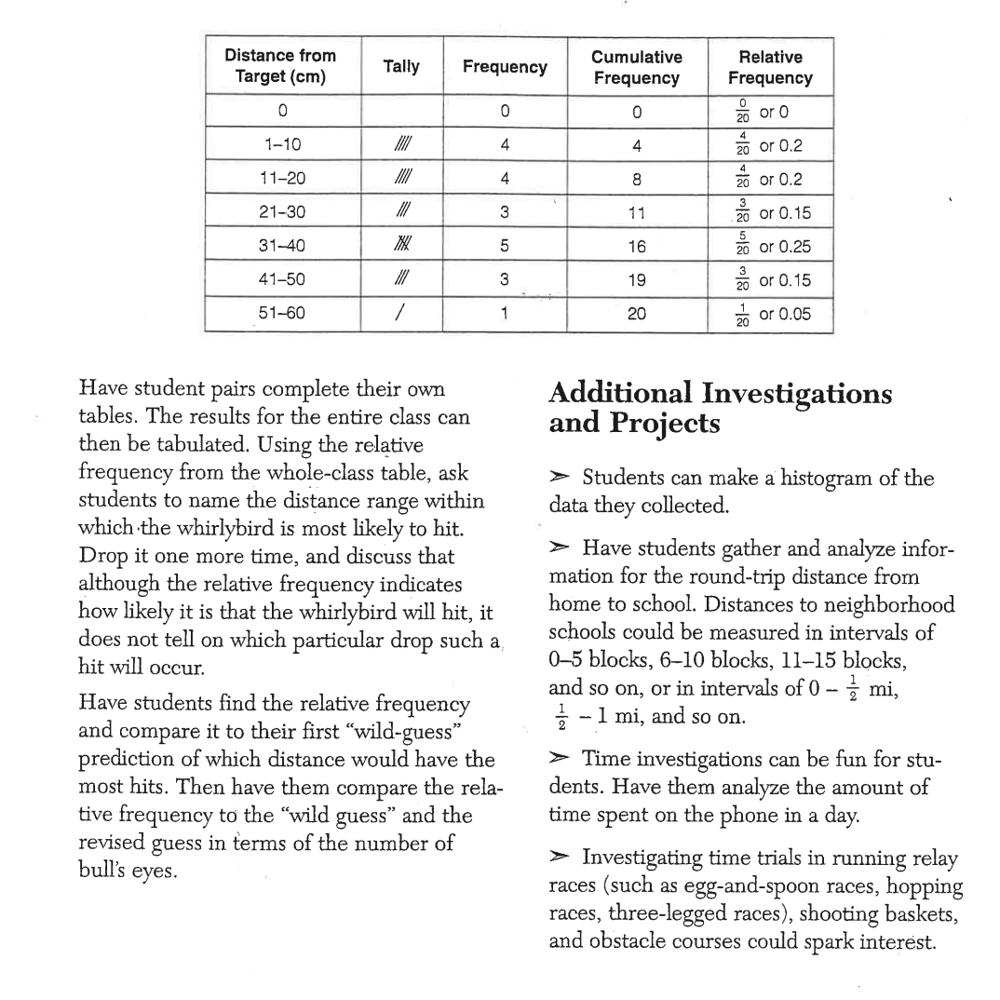 Distance from Target (cm) Tally Frequency Cumulative Frequency Relative Frequency
0 0 0 0/20 or 0
1–10 //// 4 4 4/20 or 0.2
11–20 //// 4 8 4/20 or 0.2
21–30 /// 3 11 3/20 or 0.15
31–40 𝍸 5 16 5/20 or 0.25
41–50 /// 3 19 3/20 or 0.15
51–60 / 1 20 1/20 or 0.05
Have student pairs complete their own
tables. The results for the entire class can
then be tabulated. Using the relative
frequency from the whole-class table, ask
students to name the distance range within
which the whirlybird is most likely to hit.
Drop it one more time, and discuss that
although the relative frequency indicates
how likely it is that the whirlybird will hit, it
does not tell on which particular drop such a
hit will occur.
Have students find the relative frequency
and compare it to their first “wild-guess”
prediction of which distance would have the
most hits. Then have them compare the rela-
tive frequency to the “wild guess” and the
revised guess in terms of the number of
bull’s eyes.
Additional Investigations
and Projects
➣ Students can make a histogram of the
data they collected.
➣ Have students gather and analyze infor-
mation for the round-trip distance from
home to school. Distances to neighborhood
schools could be measured in intervals of
0–5 blocks, 6–10 blocks, 11–15 blocks,
and so on, or in intervals of 0 – 1/2 mi,
1/2 – 1 mi, and so on.
➣ Time investigations can be fun for stu-
dents. Have them analyze the amount of
time spent on the phone in a day.
➣ Investigating time trials in running relay
races (such as egg-and-spoon races, hopping
races, three-legged races), shooting baskets,
and obstacle courses could spark interest.